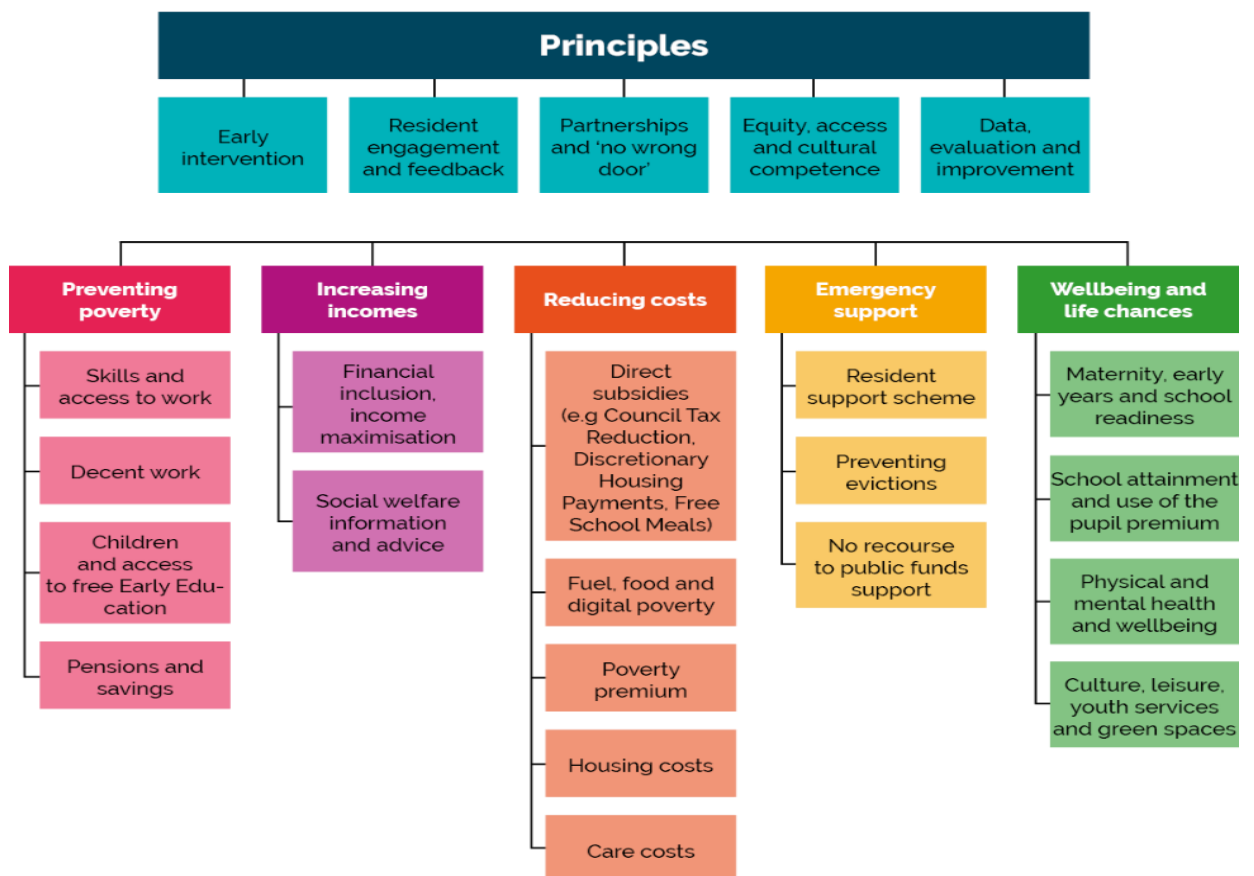 Principles
Early
intervention
Resident
engagement
and feedback
Partnerships
and ‘no wrong
door’
Equity, access
and cultural
competence
Data,
evaluation and
improvement
Preventing
poverty
Skills and
access to work
Decent work
Children
and access
to free Early Edu-
cation
Pensions and
savings
Increasing
incomes
Financial
inclusion,
income
maximisation
Social welfare
information
and advice
Reducing costs
Direct
subsidies
(e.g Council Tax
Reduction,
Discretionary
Housing
Payments, Free
School Meals)
Fuel, food and
digital poverty
Poverty
premium
Housing costs
Care costs
Emergency
support
Resident
support scheme
Preventing
evictions
No recourse
to public funds
support
Wellbeing and
life chances
Maternity, early
years and school
readiness
School attainment
and use of the
pupil premium
Physical and
mental health
and wellbeing
Culture, leisure,
youth services
and green spaces